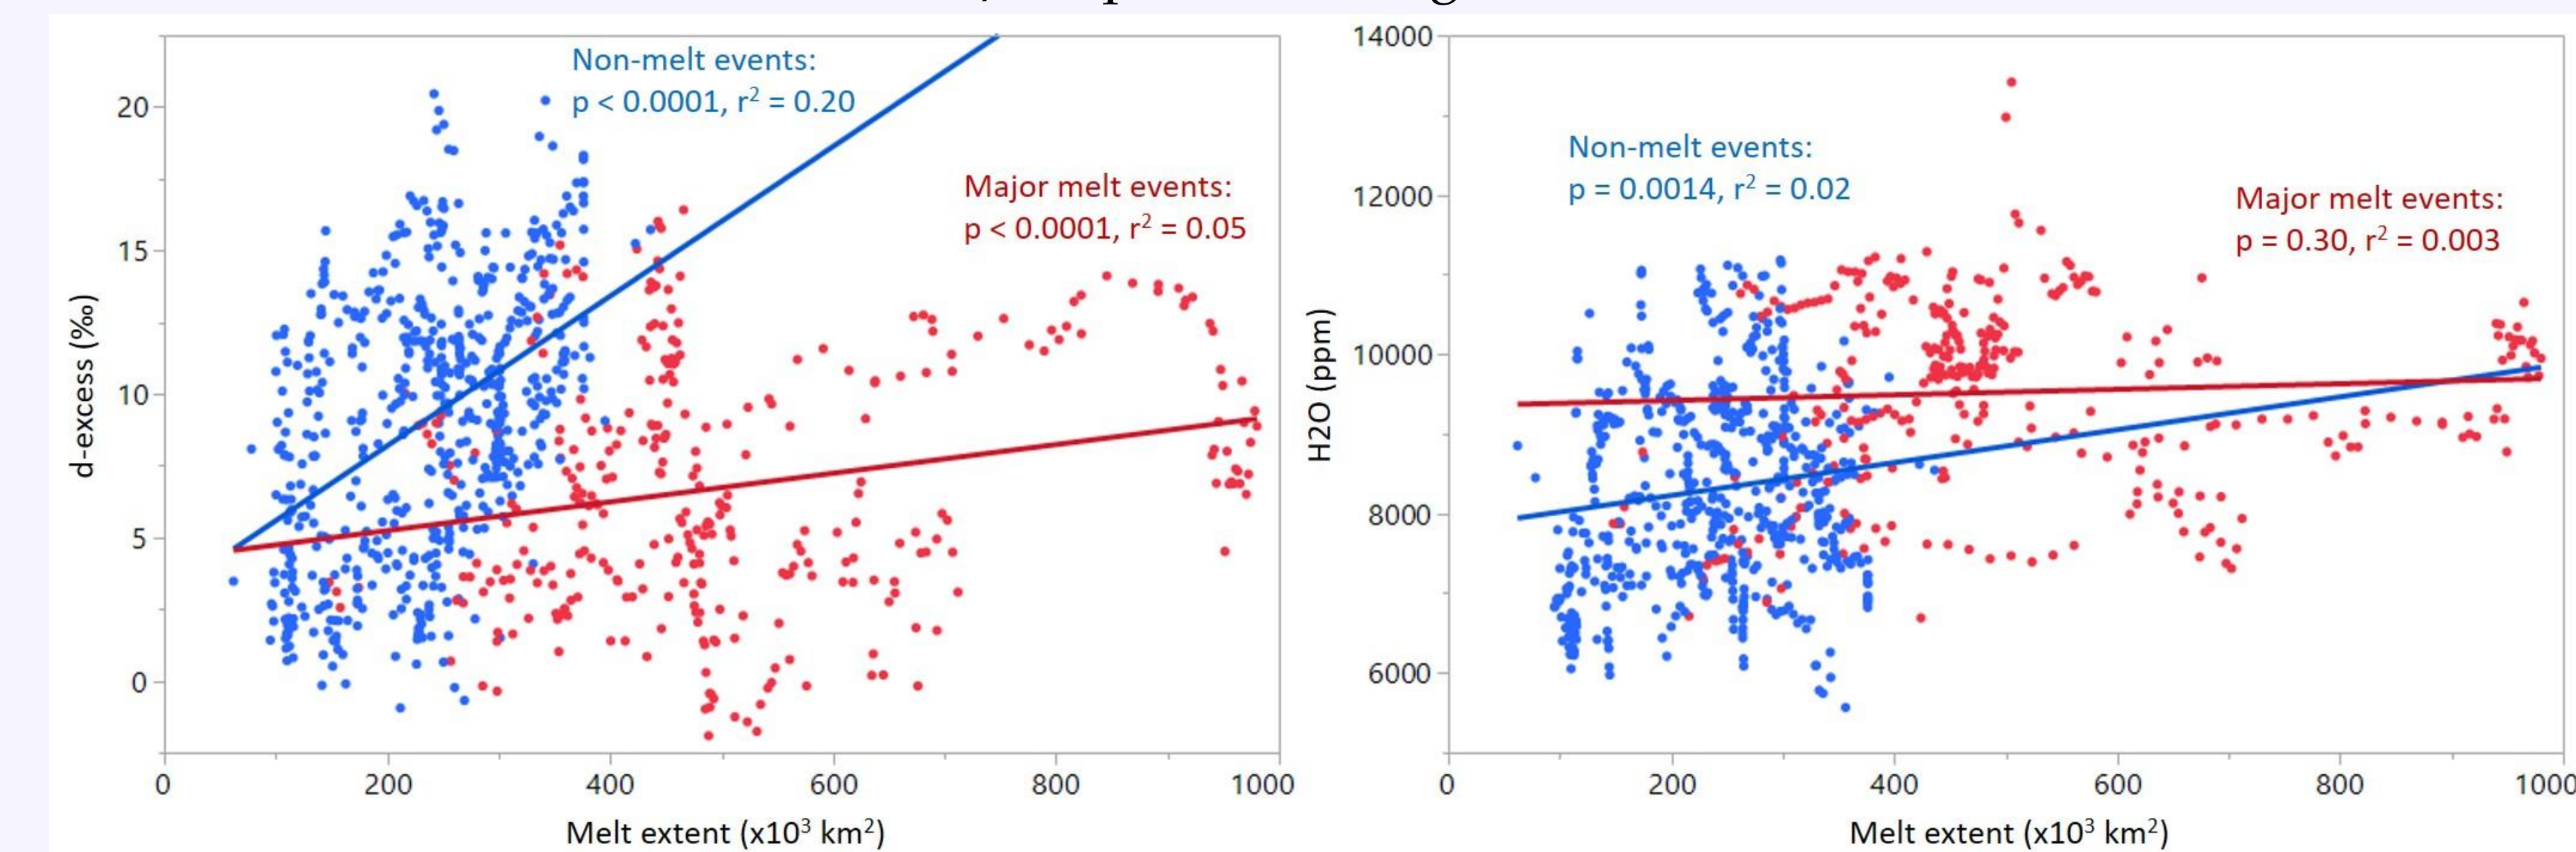 Non-melt events:
p < 0.0001, r² = 0.20
Major melt events:
p < 0.0001, r² = 0.05
20
15
10
5
0
d-excess (‰)
0 200 400 600 800 1000
Melt extent (x10³ km²)
14000
12000
10000
8000
6000
H2O (ppm)
Non-melt events:
p = 0.0014, r² = 0.02
Major melt events:
p = 0.30, r² = 0.003
0 200 400 600 800 1000
Melt extent (x10³ km²)